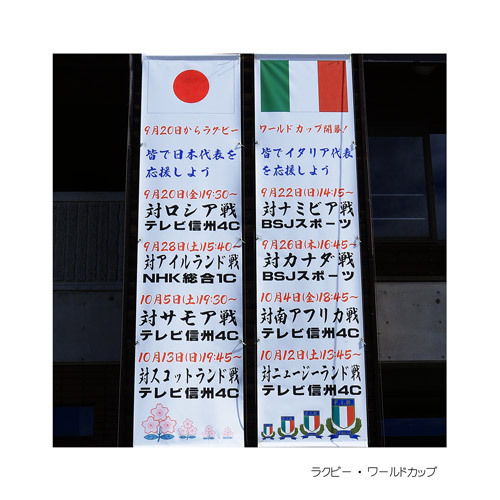 9月20日からラグビー
皆で日本代表を
応援しよう
9月20日(金)19:30~
対ロシア戦
テレビ信州4C
9月28日(土)15:40~
対アイルランド戦
NHK総合1C
10月5日(土)19:30~
対サモア戦
テレビ信州4C
10月13日(日)19:45~
対スコットランド戦
テレビ信州4C
ワールドカップ開幕!
皆でイタリア代表
を応援しよう
9月22日(日)14:15~
対ナミビア戦
BSJスポーツ
9月26日(木)16:45~
対カナダ戦
BSJスポーツ
10月4日(金)18:45~
対南アフリカ戦
テレビ信州4C
10月12日(土)13:45~
対ニュージーランド戦
テレビ信州4C
F.I.R.
ラグビー・ワールドカップ